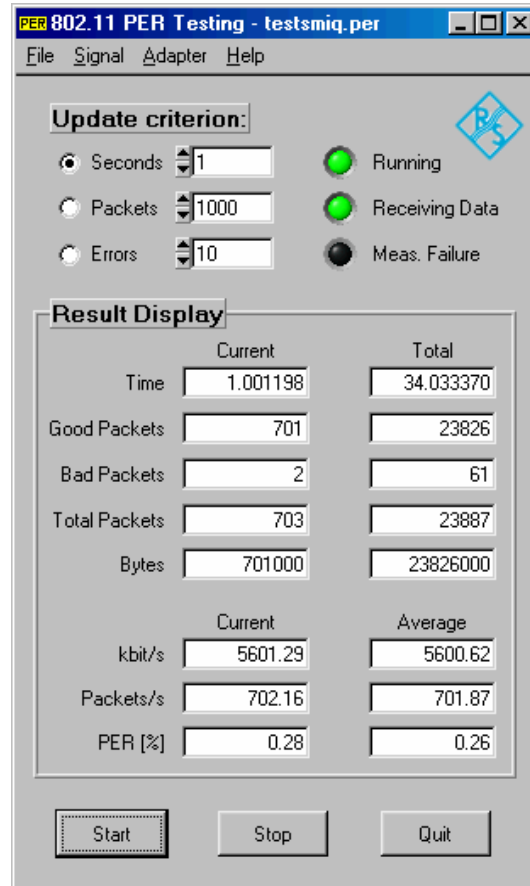 PER 802.11 PER Testing - testsmiq.per
File Signal Adapter Help
Update criterion:
R&S
Seconds 1 Running
Packets 1000 Receiving Data
Errors 10 Meas. Failure
Result Display
Current Total
Time 1.001198 34.033370
Good Packets 701 23826
Bad Packets 2 61
Total Packets 703 23887
Bytes 701000 23826000
Current Average
kbit/s 5601.29 5600.62
Packets/s 702.16 701.87
PER [%] 0.28 0.26
Start Stop Quit